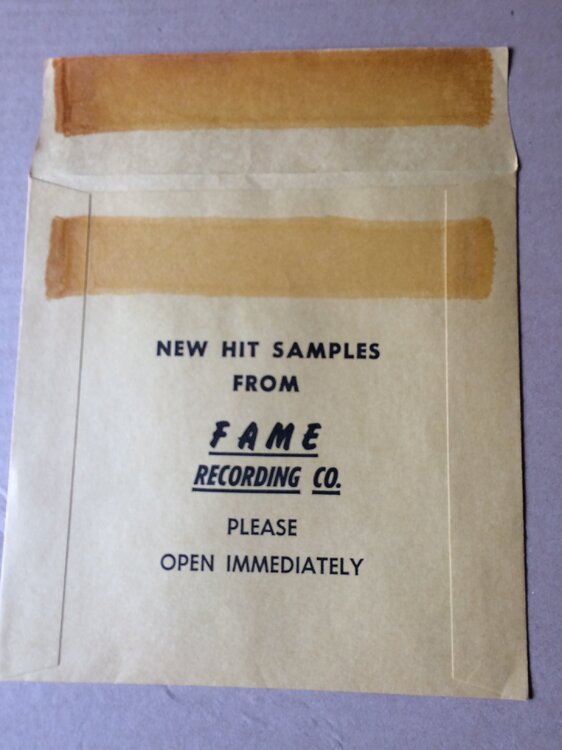 NEW HIT SAMPLES
FROM
FAME
RECORDING CO.
PLEASE
OPEN IMMEDIATELY